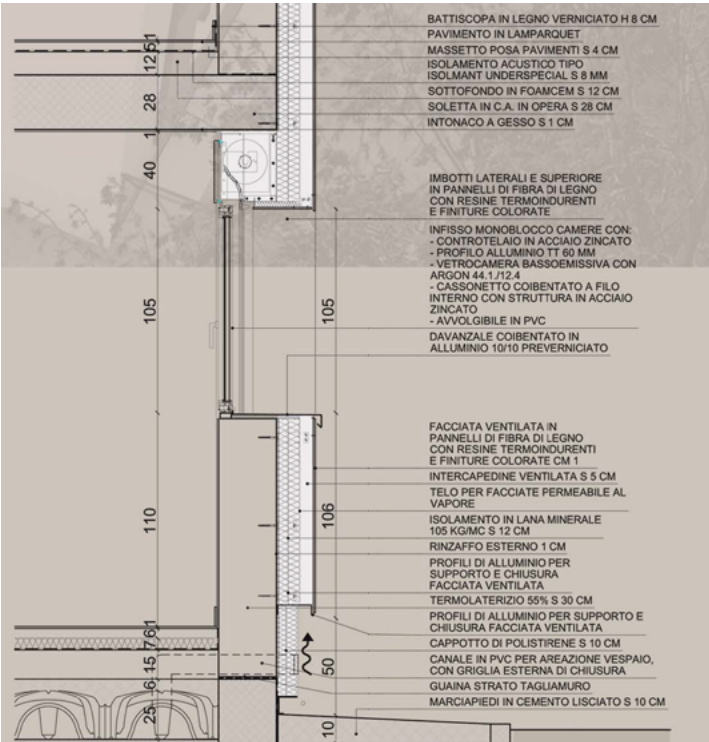 BATTISCOPA IN LEGNO VERNICIATO H 8 CM
PAVIMENTO IN LAMPARQUET
MASSETTO POSA PAVIMENTI S 4 CM
ISOLAMENTO ACUSTICO TIPO
ISOLMANT UNDERSPECIAL S 8 MM
SOTTOFONDO IN FOAMCEM S 12 CM
SOLETTA IN C.A. IN OPERA S 28 CM
INTONACO A GESSO S 1 CM
IMBOTTI LATERALI E SUPERIORE
IN PANNELLI DI FIBRA DI LEGNO
CON RESINE TERMOINDURENTI
E FINITURE COLORATE
INFISSO MONOBLOCCO CAMERE CON:
- CONTROTELAIO IN ACCIAIO ZINCATO
- PROFILO ALLUMINIO TT 60 MM
- VETROCAMERA BASSOEMISSIVA CON
ARGON 44.1./12.4
- CASSONETTO COIBENTATO A FILO
INTERNO CON STRUTTURA IN ACCIAIO
ZINCATO
- AVVOLGIBILE IN PVC
DAVANZALE COIBENTATO IN
ALLUMINIO 10/10 PREVERNICIATO
FACCIATA VENTILATA IN
PANNELLI DI FIBRA DI LEGNO
CON RESINE TERMOINDURENTI
E FINITURE COLORATE CM 1
INTERCAPEDINE VENTILATA S 5 CM
TELO PER FACCIATE PERMEABILE AL
VAPORE
ISOLAMENTO IN LANA MINERALE
105 KG/MC S 12 CM
RINZAFFO ESTERNO 1 CM
PROFILI DI ALLUMINIO PER
SUPPORTO E CHIUSURA
FACCIATA VENTILATA
TERMOLATERIZIO 55% S 30 CM
PROFILI DI ALLUMINIO PER SUPPORTO E
CHIUSURA FACCIATA VENTILATA
CAPPOTTO DI POLISTIRENE S 10 CM
CANALE IN PVC PER AREAZIONE VESPAIO,
CON GRIGLIA ESTERNA DI CHIUSURA
GUAINA STRATO TAGLIAMURO
MARCIAPIEDI IN CEMENTO LISCIATO S 10 CM
12 5 1
28
1
40
105
110
7 6 1
15
6
25
105
106
50
10